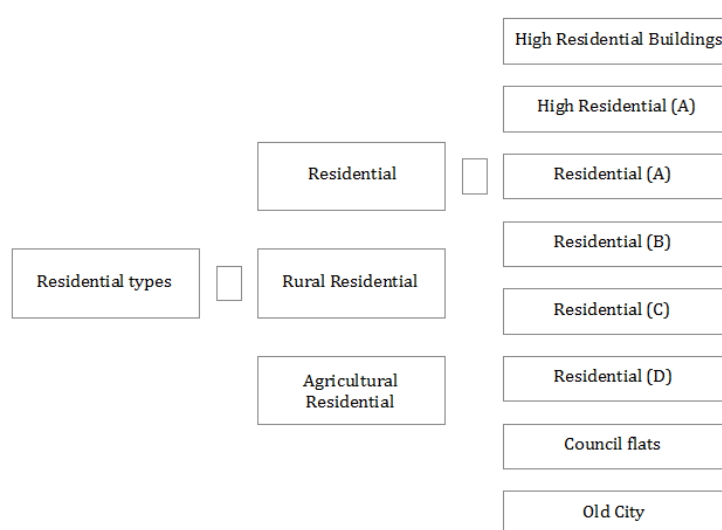 Residential types
Residential
Rural Residential
Agricultural
Residential
High Residential Buildings
High Residential (A)
Residential (A)
Residential (B)
Residential (C)
Residential (D)
Council flats
Old City